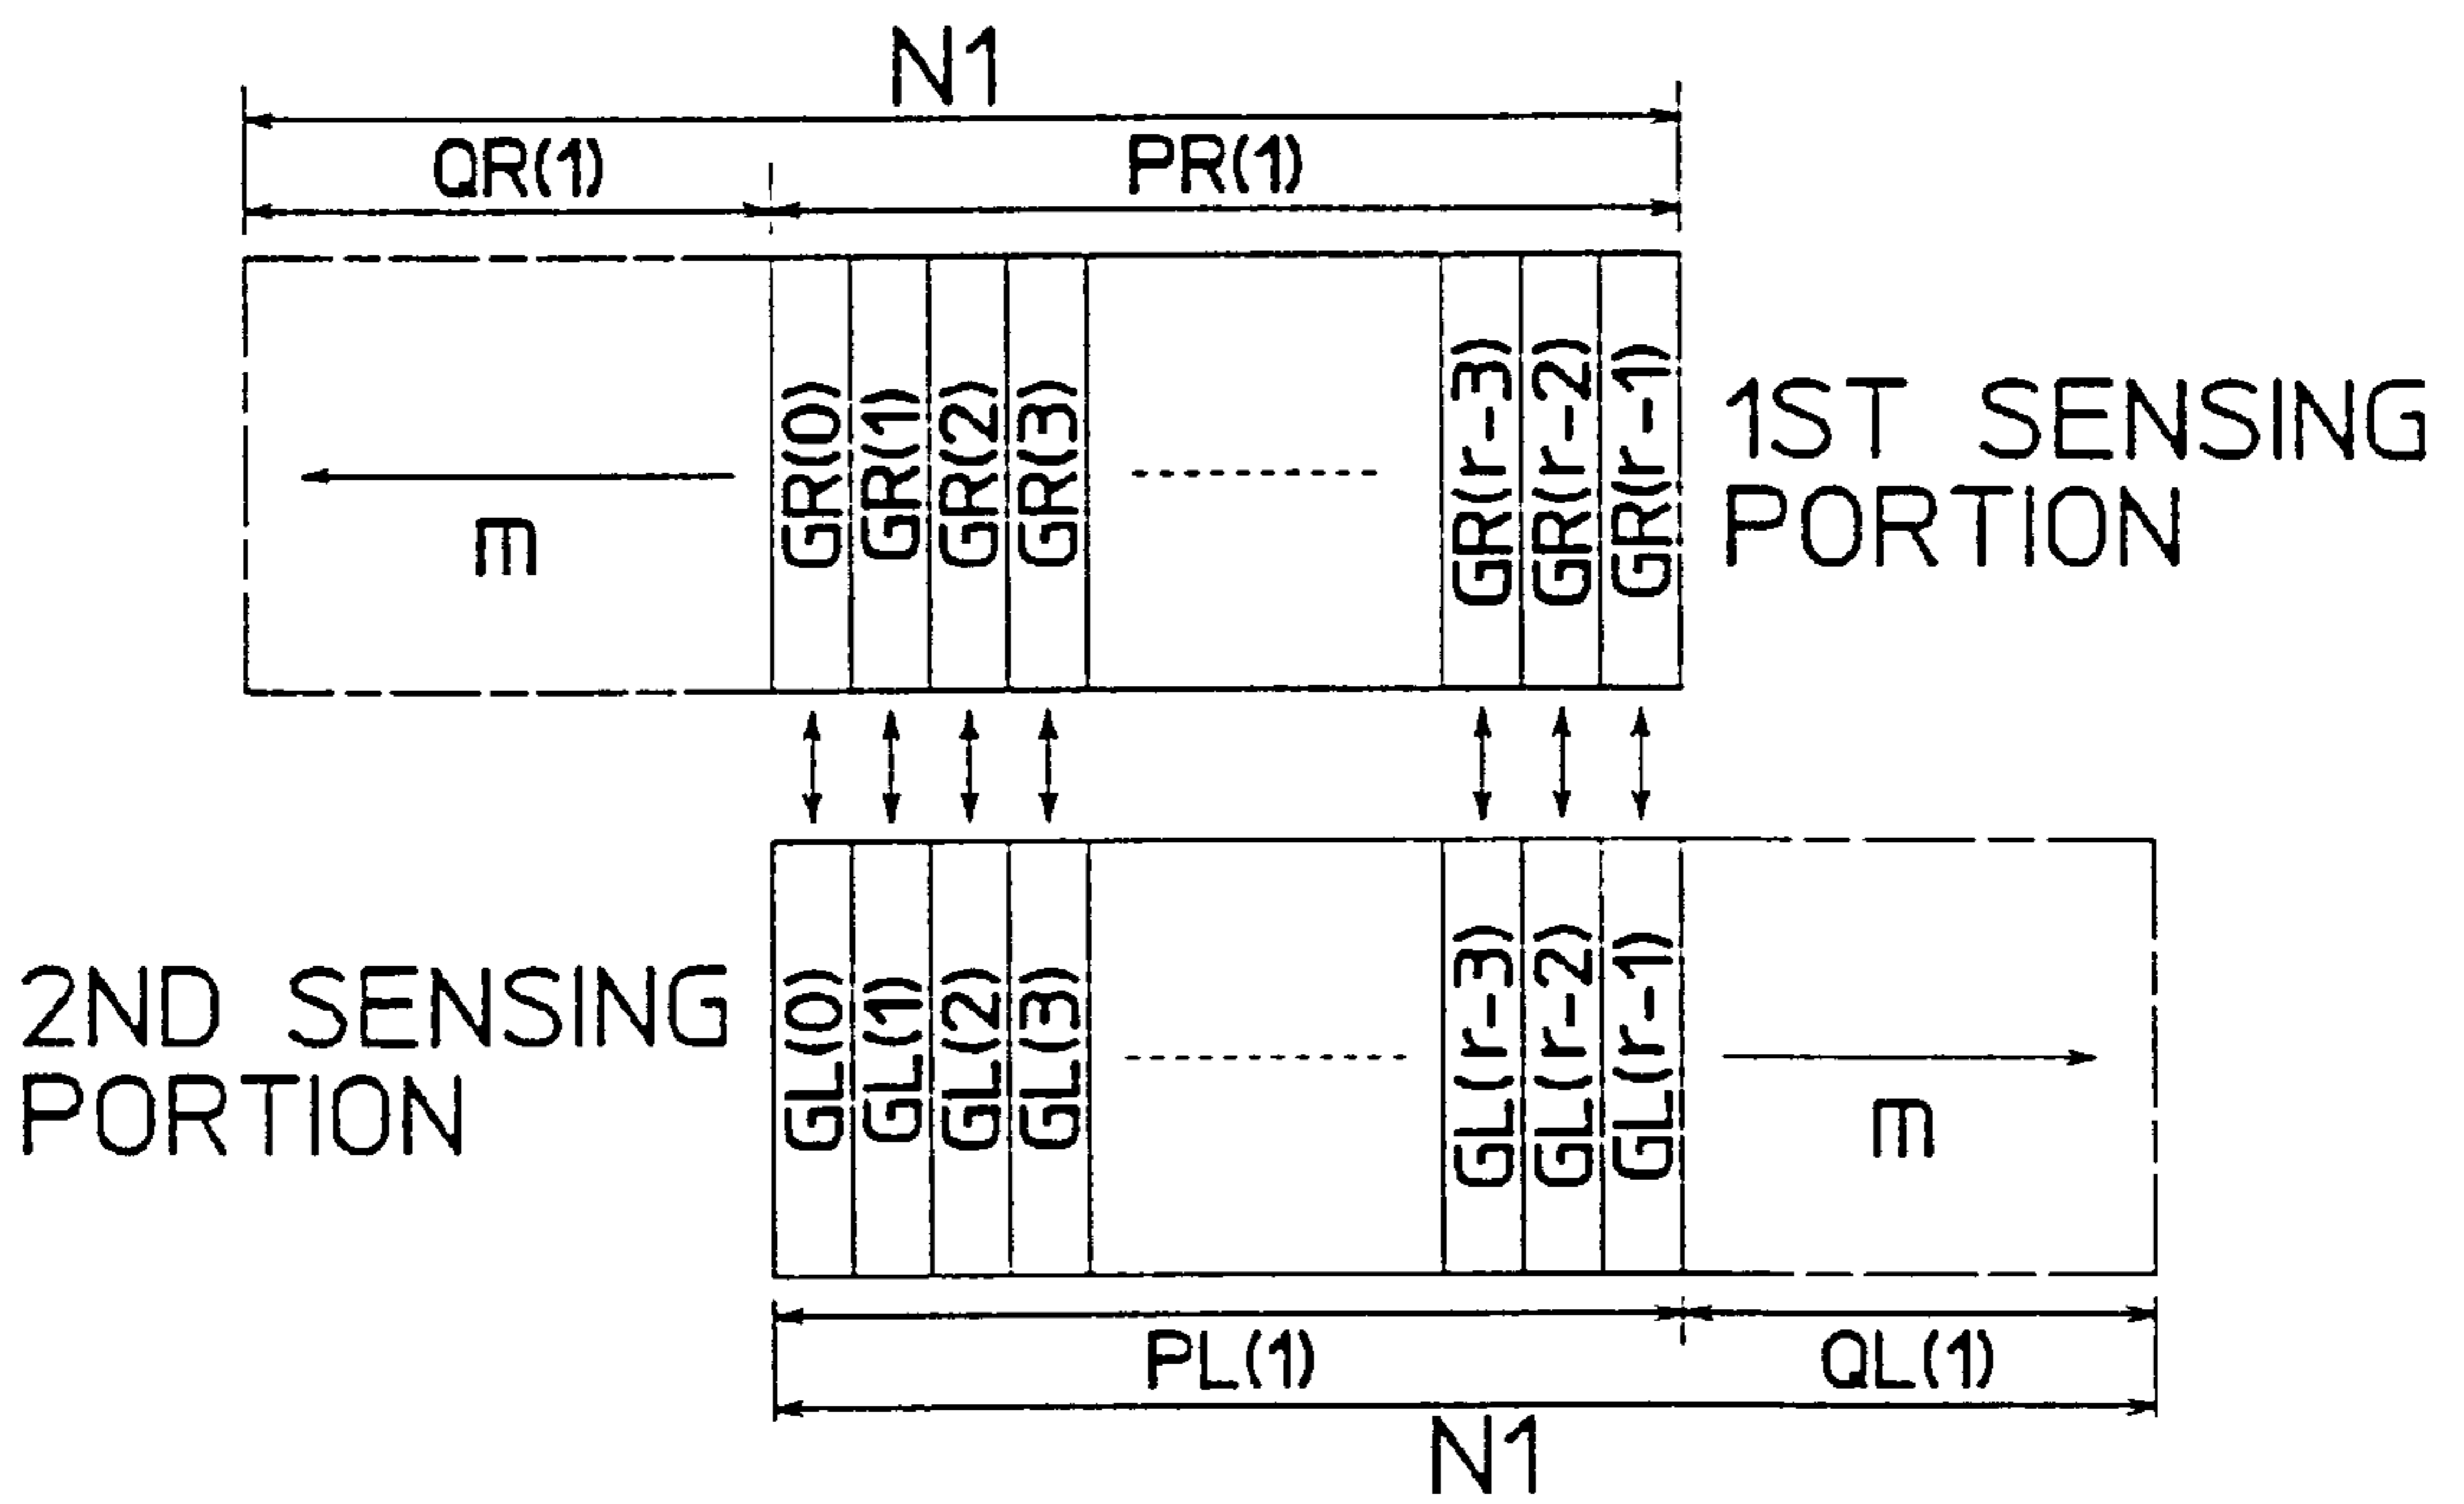 N1
QR(1)
PR(1)
GR(0)
GR(1)
GR(2)
GR(3)
GR(r-3)
GR(r-2)
GR(r-1)
m
1ST SENSING
PORTION
2ND SENSING
PORTION
GL(0)
GL(1)
GL(2)
GL(3)
GL(r-3)
GL(r-2)
GL(r-1)
m
PL(1)
QL(1)
N1